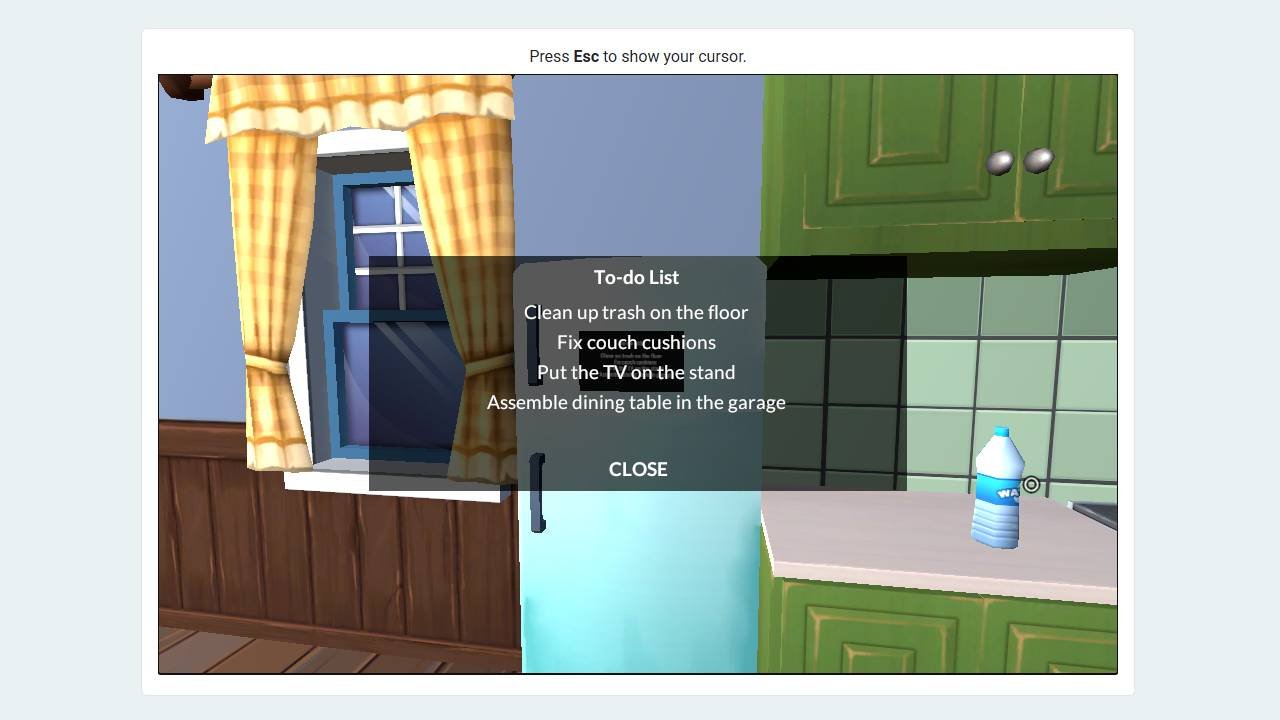 Press Esc to show your cursor.
To-do List
Clean up trash on the floor
Fix couch cushions
Put the TV on the stand
Assemble dining table in the garage
CLOSE